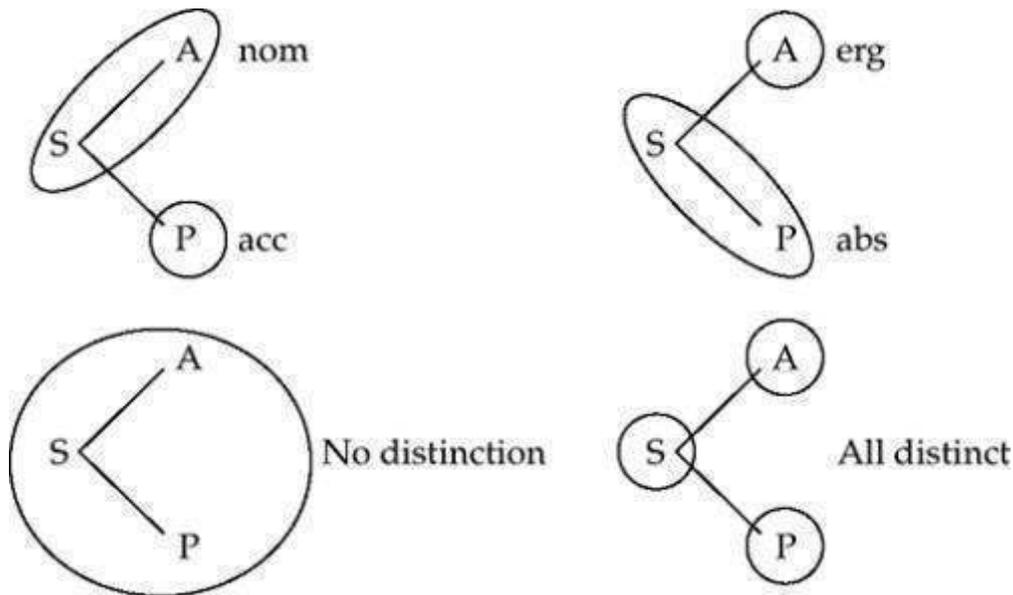 A nom
S
P acc
A erg
S
P abs
A
S No distinction
P
A
S All distinct
P